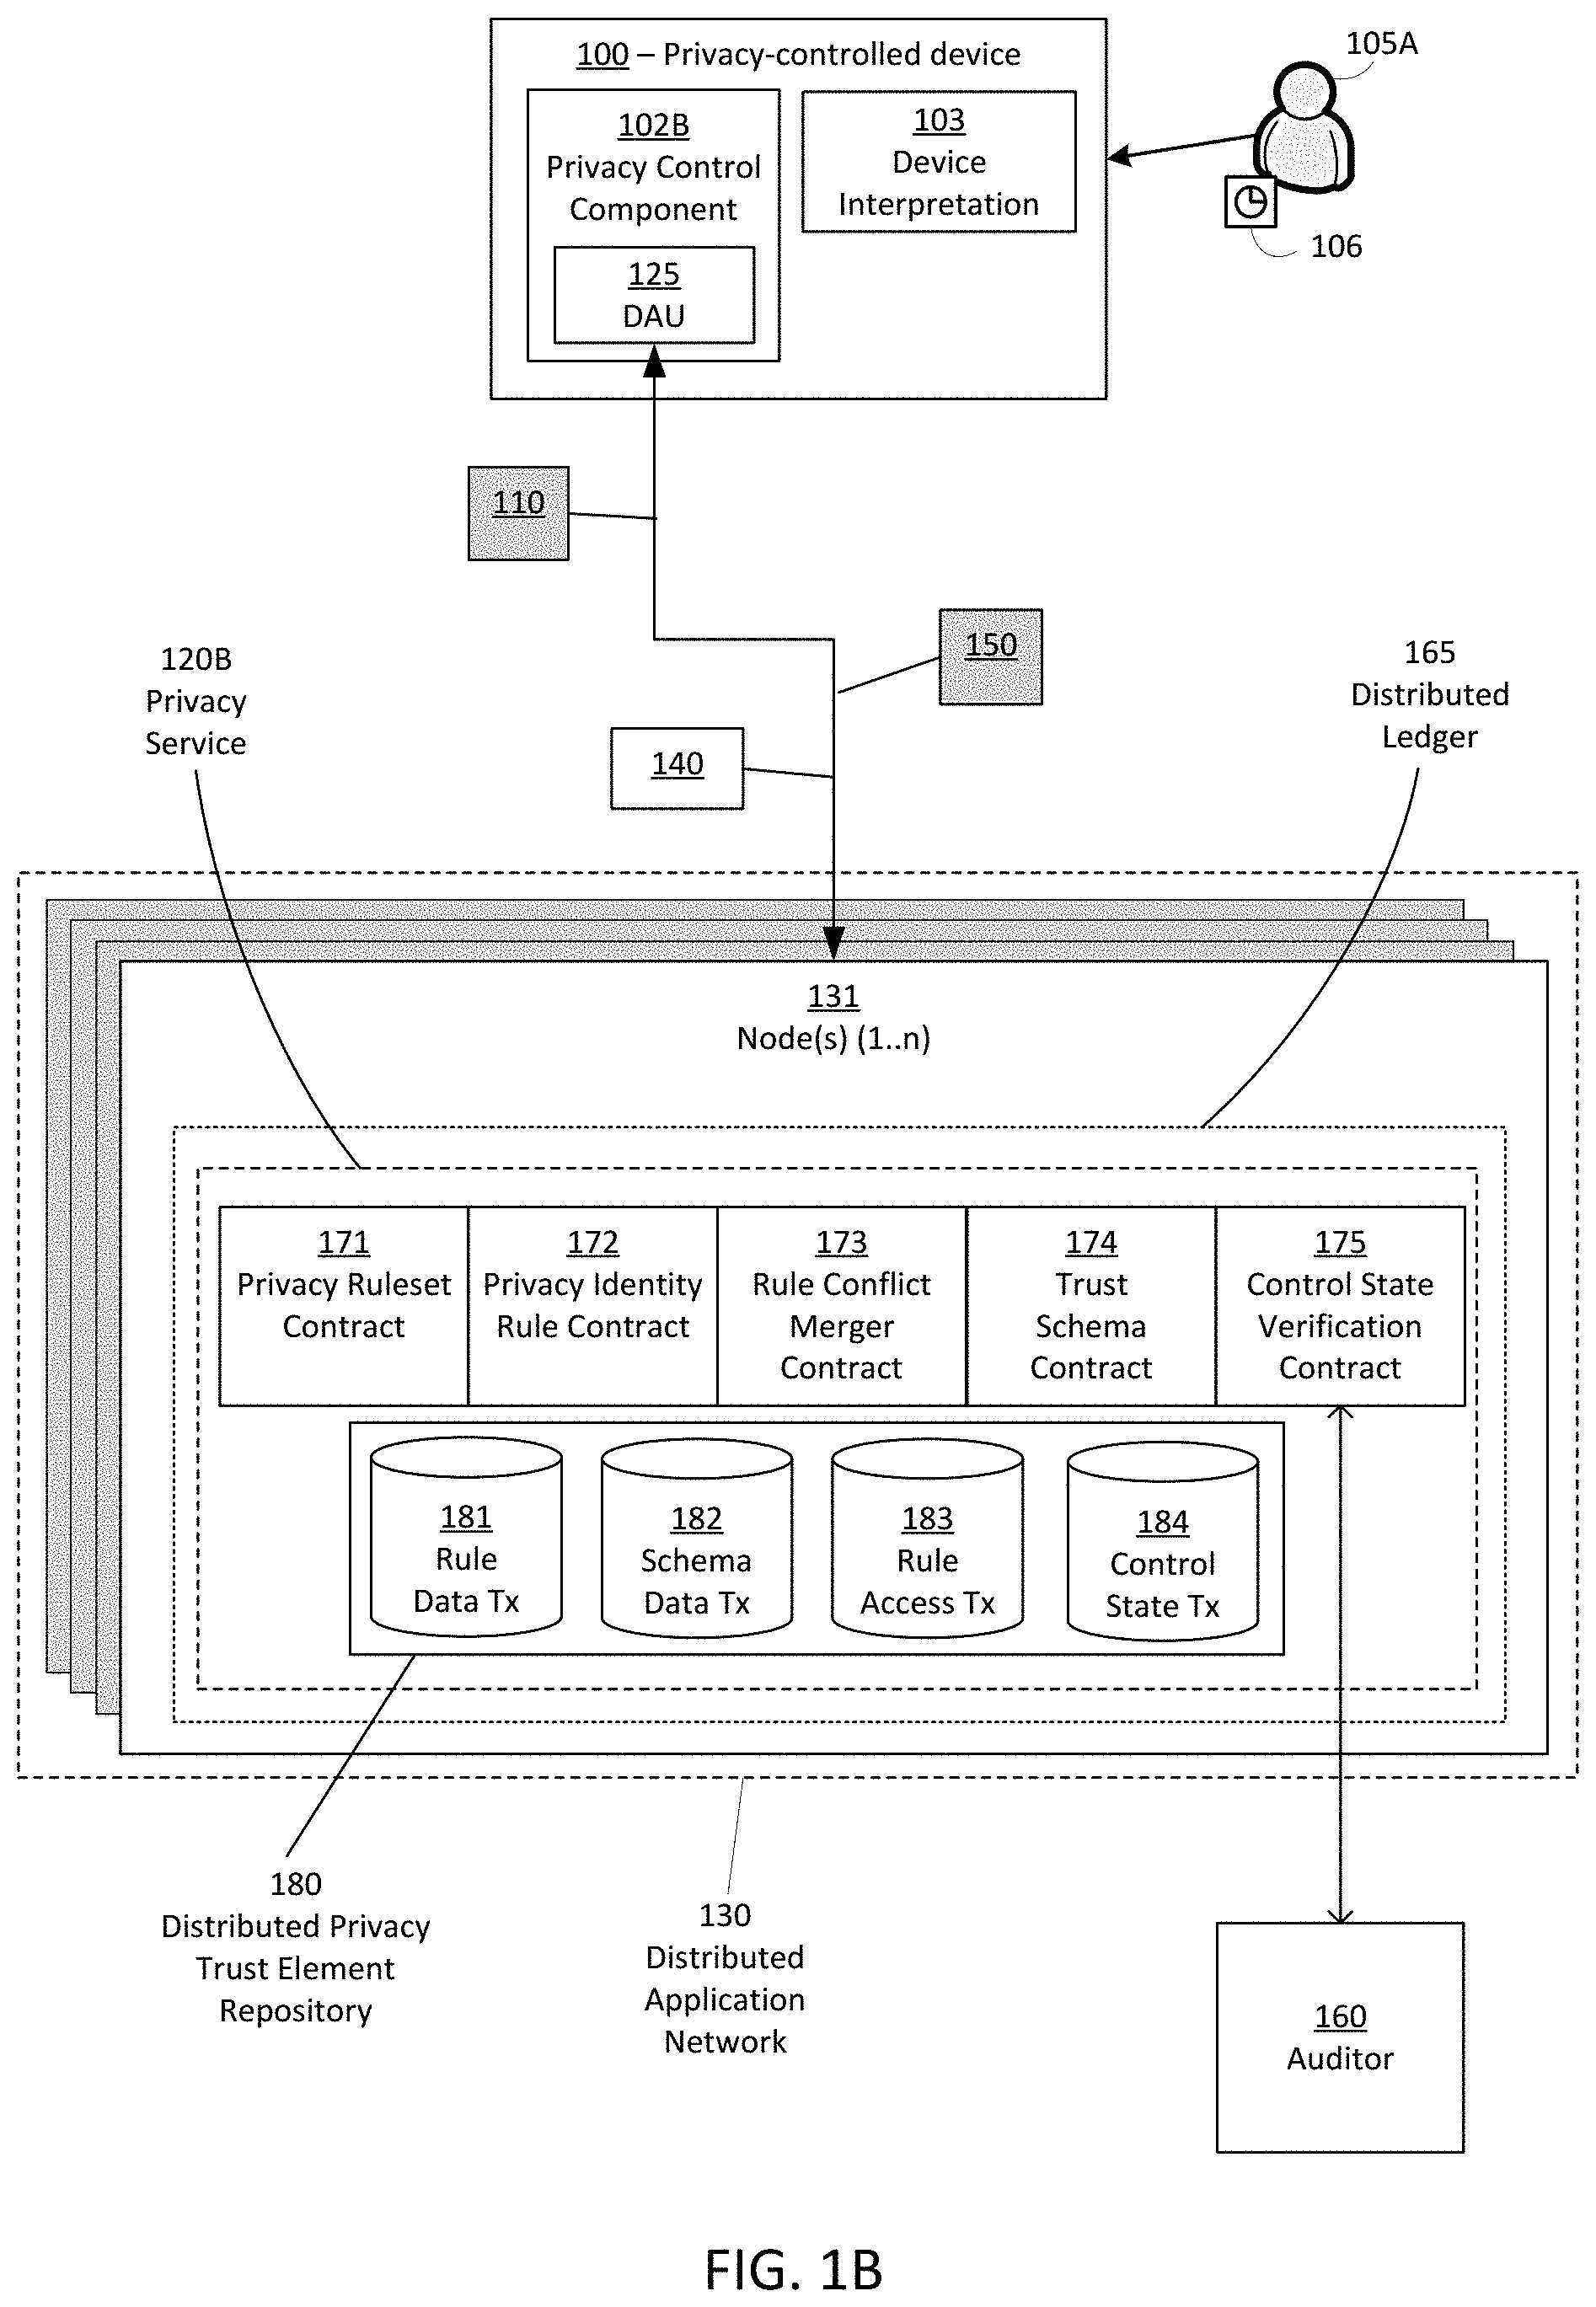 100 – Privacy-controlled device
105A
102B
Privacy Control
Component
103
Device
Interpretation
125
DAU
106
110
150
120B
Privacy
Service
165
Distributed
Ledger
140
131
Node(s) (1..n)
171
Privacy Ruleset
Contract
172
Privacy Identity
Rule Contract
173
Rule Conflict
Merger
Contract
174
Trust
Schema
Contract
175
Control State
Verification
Contract
181
Rule
Data Tx
182
Schema
Data Tx
183
Rule
Access Tx
184
Control
State Tx
180
Distributed Privacy
Trust Element
Repository
130
Distributed
Application
Network
160
Auditor
FIG. 1B